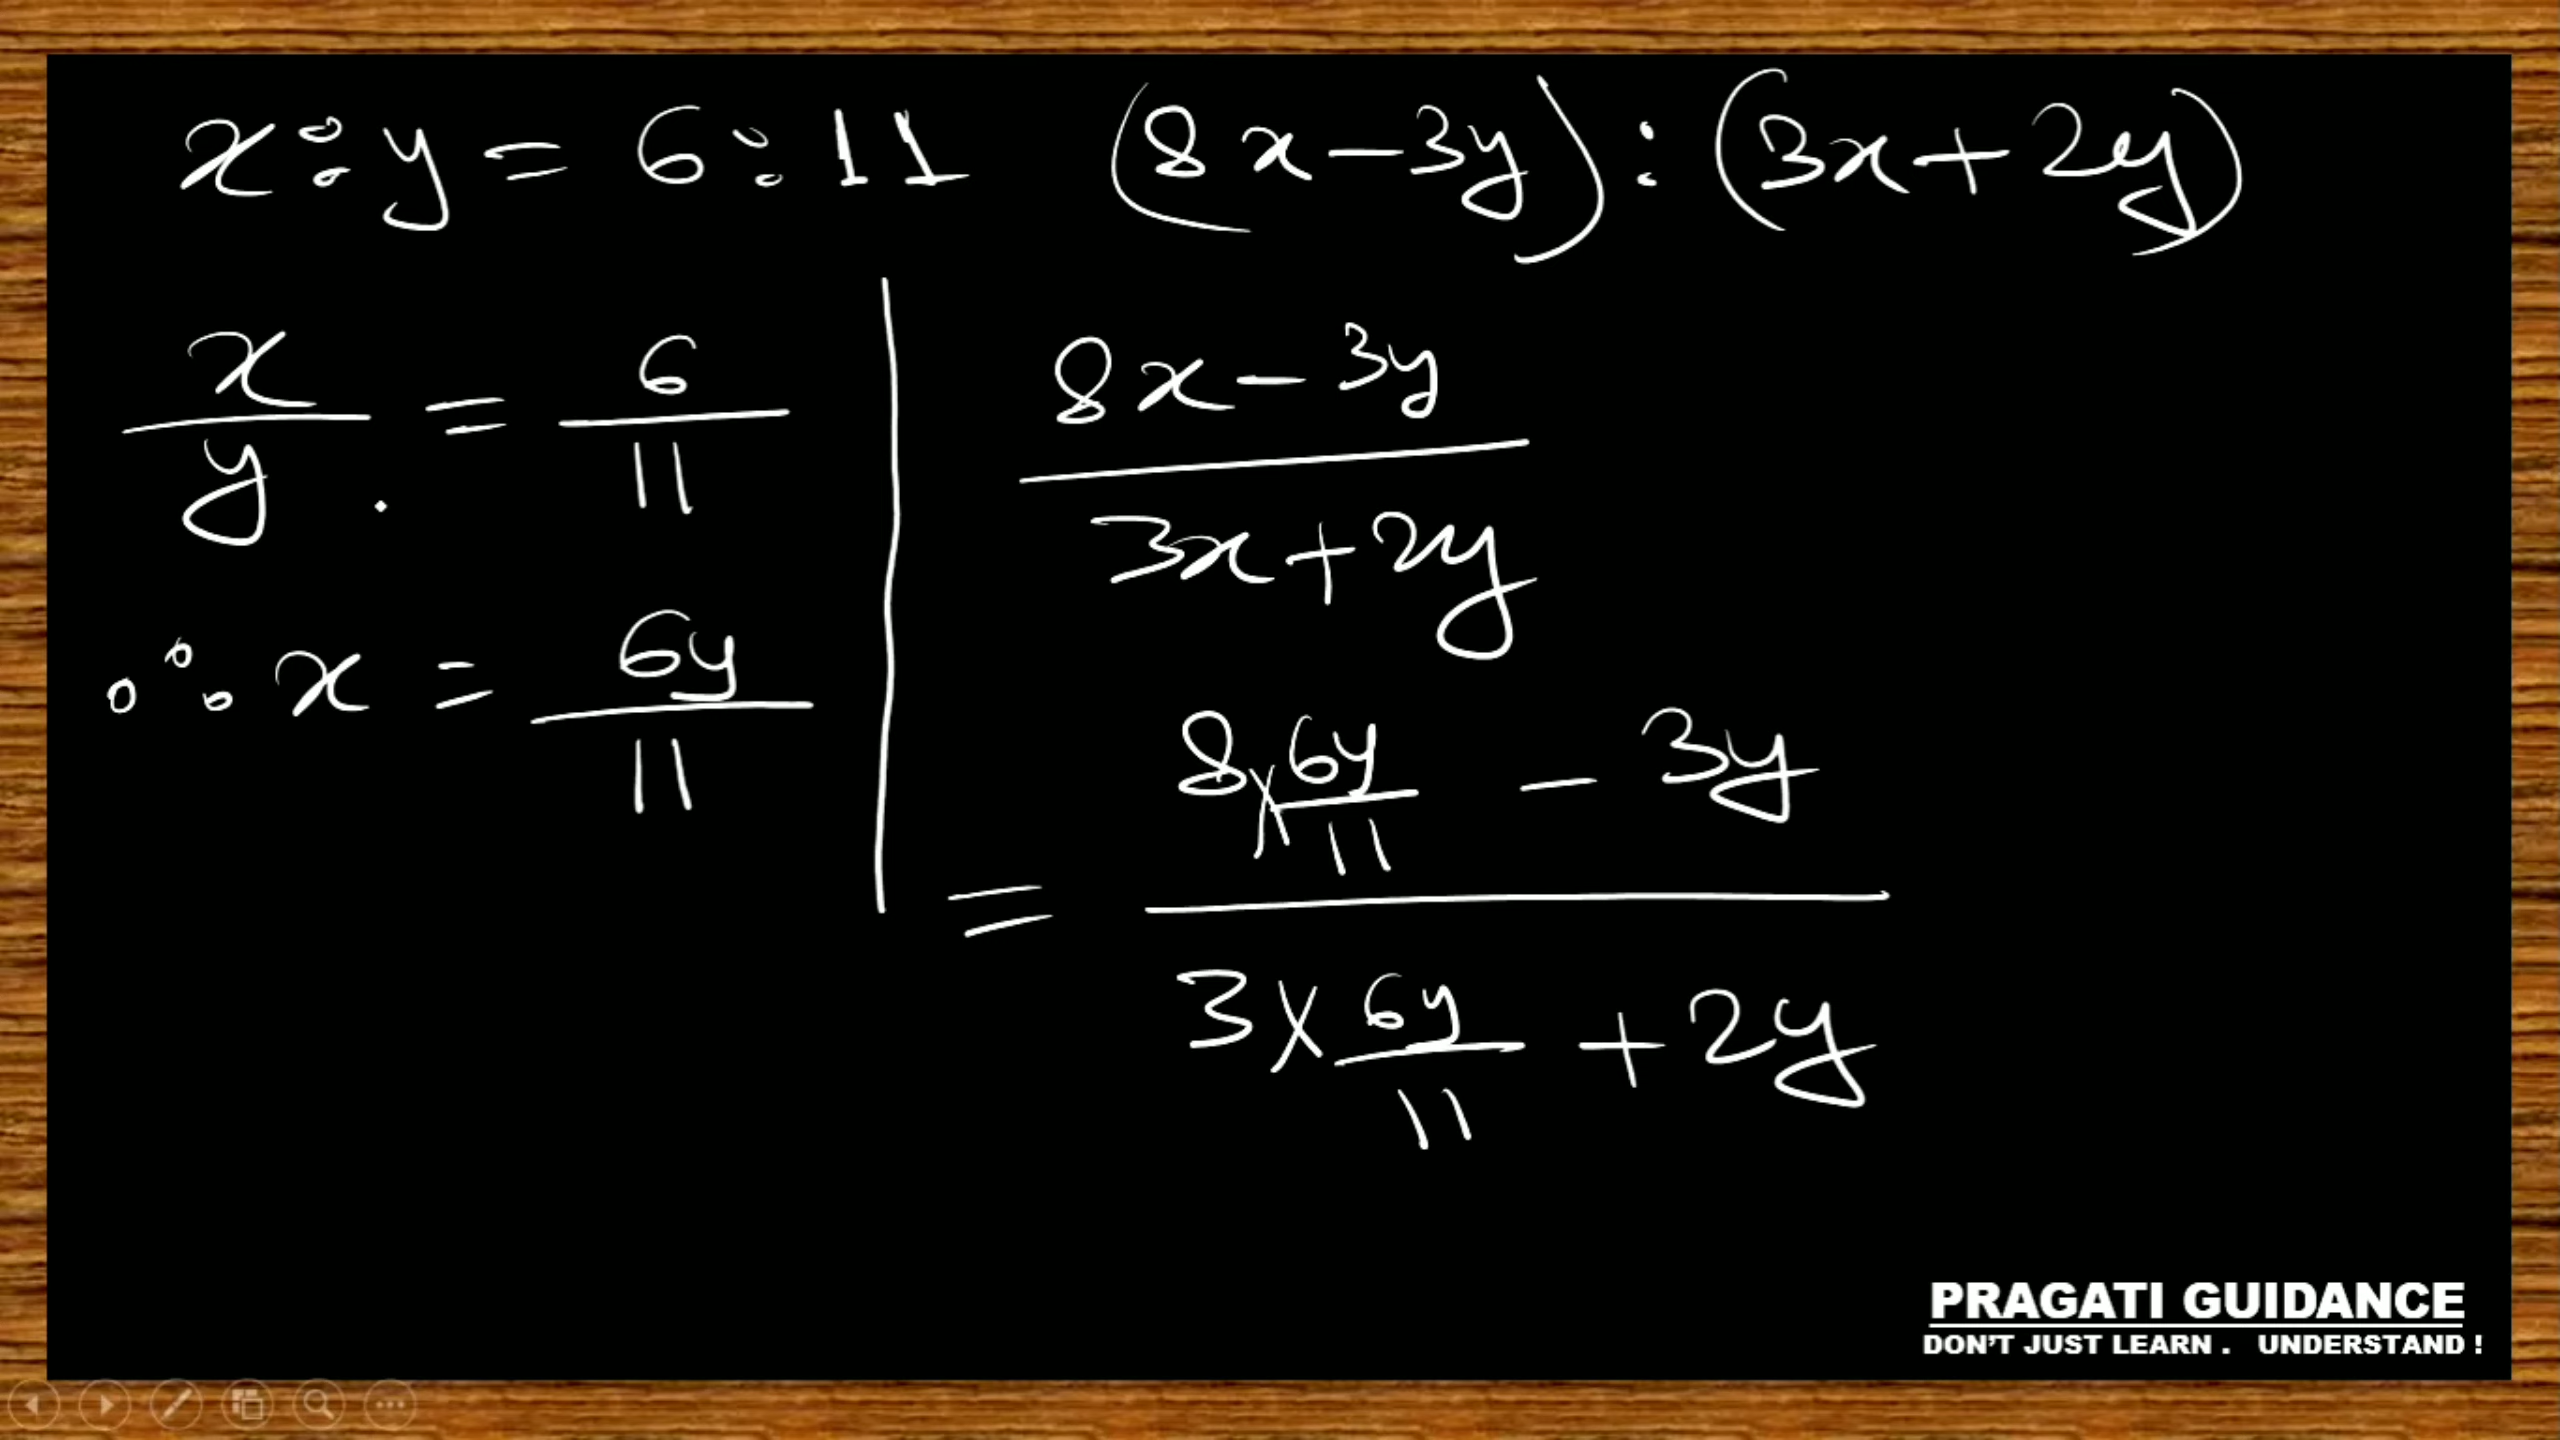 x : y = 6 : 11 (8x − 3y) : (3x + 2y)
x/y = 6/11
∴ x = 6y/11
(8x − 3y)/(3x + 2y)
= (8 × 6y/11 − 3y)/(3 × 6y/11 + 2y)
PRAGATI GUIDANCE
DON'T JUST LEARN . UNDERSTAND !